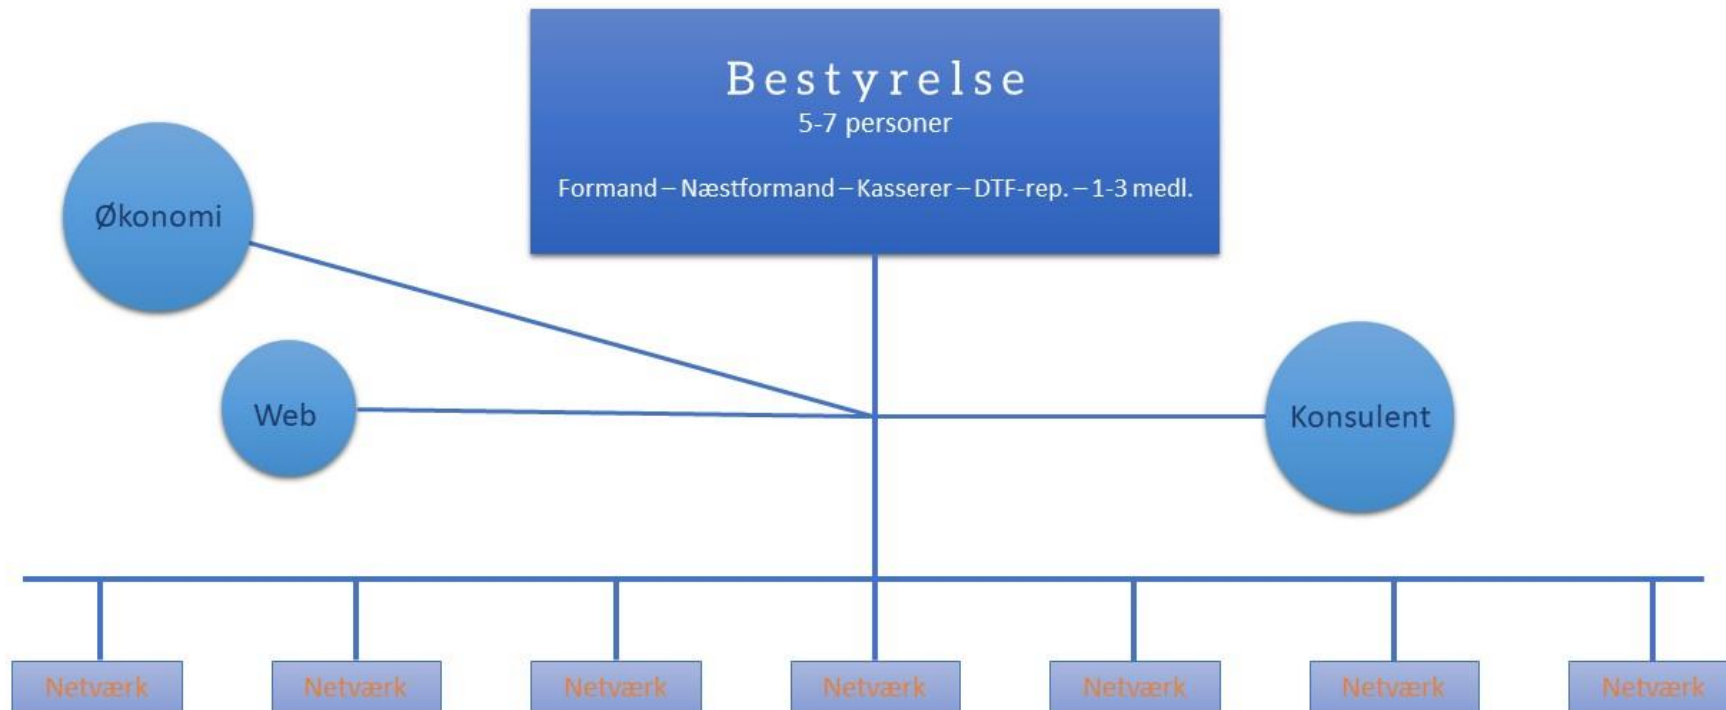 Bestyrelse
5-7 personer
Formand – Næstformand – Kasserer – DTF-rep. – 1-3 medl.
Økonomi
Web
Konsulent
Netværk
Netværk
Netværk
Netværk
Netværk
Netværk
Netværk